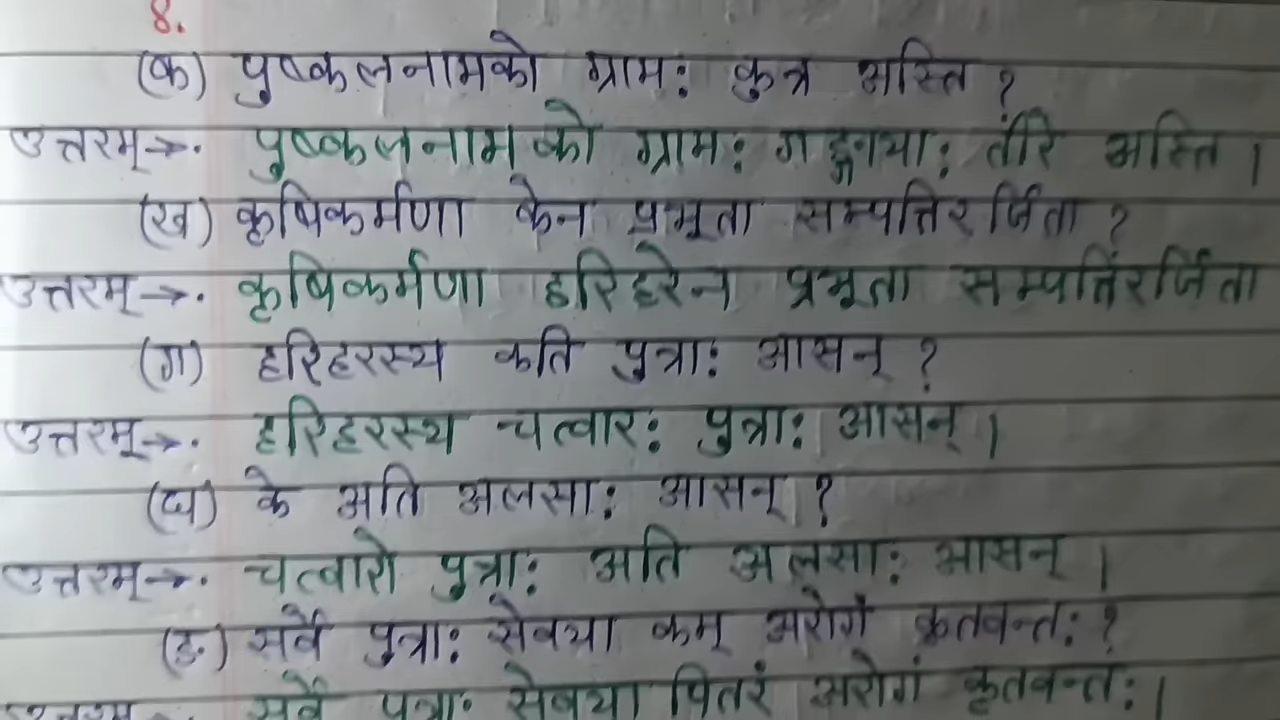 8.
(क) पुष्कलनामको ग्रामः कुत्र अस्ति ?
उत्तरम्→. पुष्कलनामको ग्रामः गङ्गायाः तीरे अस्ति ।
(ख) कृषिकर्मणा केन प्रभूता सम्पत्तिरर्जिता ?
उत्तरम्→. कृषिकर्मणा हरिहरेन प्रभूता सम्पत्तिरर्जिता
(ग) हरिहरस्य कति पुत्राः आसन् ?
उत्तरम्→. हरिहरस्य चत्वारः पुत्राः आसन् ।
(घ) के अति अलसाः आसन् ?
उत्तरम्→. चत्वारो पुत्राः अति अलसाः आसन् ।
(ङ) सर्वे पुत्राः सेवया कम् अरोगं कृतवन्तः ?
उत्तरम् सर्वे पुत्राः सेवया पितरं अरोगं कृतवन्तः ।